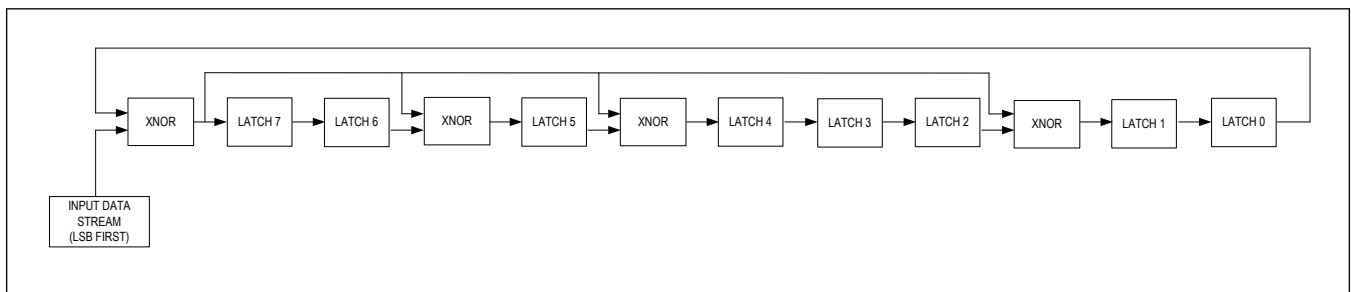 XNOR
LATCH 7
LATCH 6
XNOR
LATCH 5
XNOR
LATCH 4
LATCH 3
LATCH 2
XNOR
LATCH 1
LATCH 0
INPUT DATA
STREAM
(LSB FIRST)